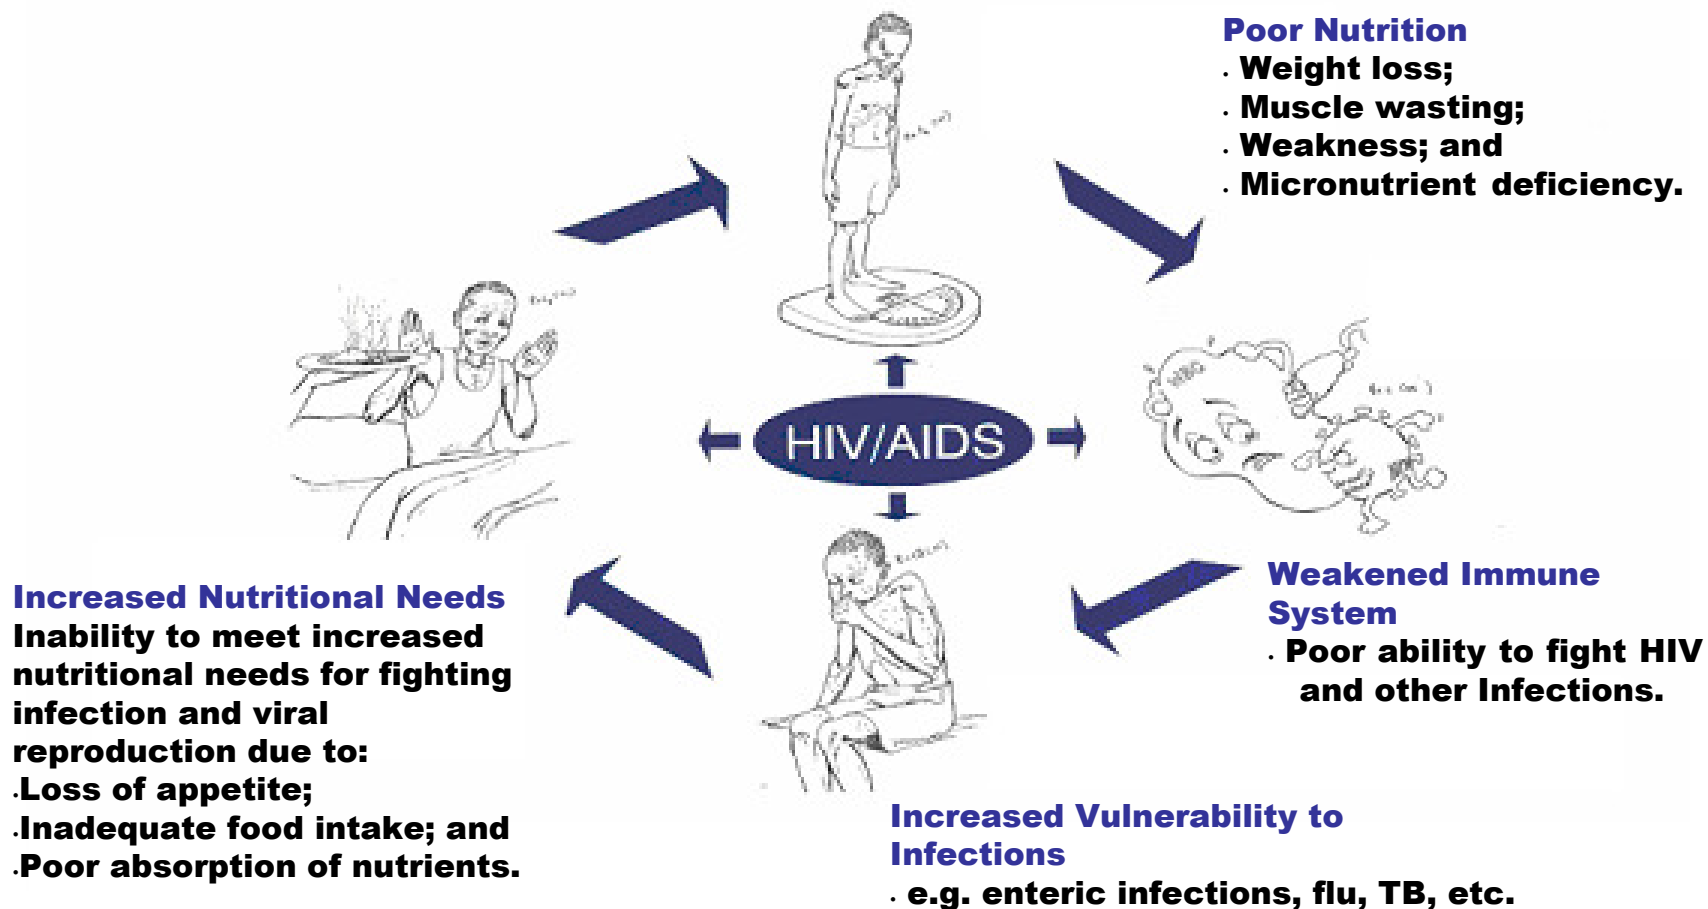 Poor Nutrition
· Weight loss;
· Muscle wasting;
· Weakness; and
· Micronutrient deficiency.
HIV/AIDS
Weakened Immune
System
· Poor ability to fight HIV
and other Infections.
Increased Vulnerability to
Infections
· e.g. enteric infections, flu, TB, etc.
Increased Nutritional Needs
Inability to meet increased
nutritional needs for fighting
infection and viral
reproduction due to:
·Loss of appetite;
·Inadequate food intake; and
·Poor absorption of nutrients.